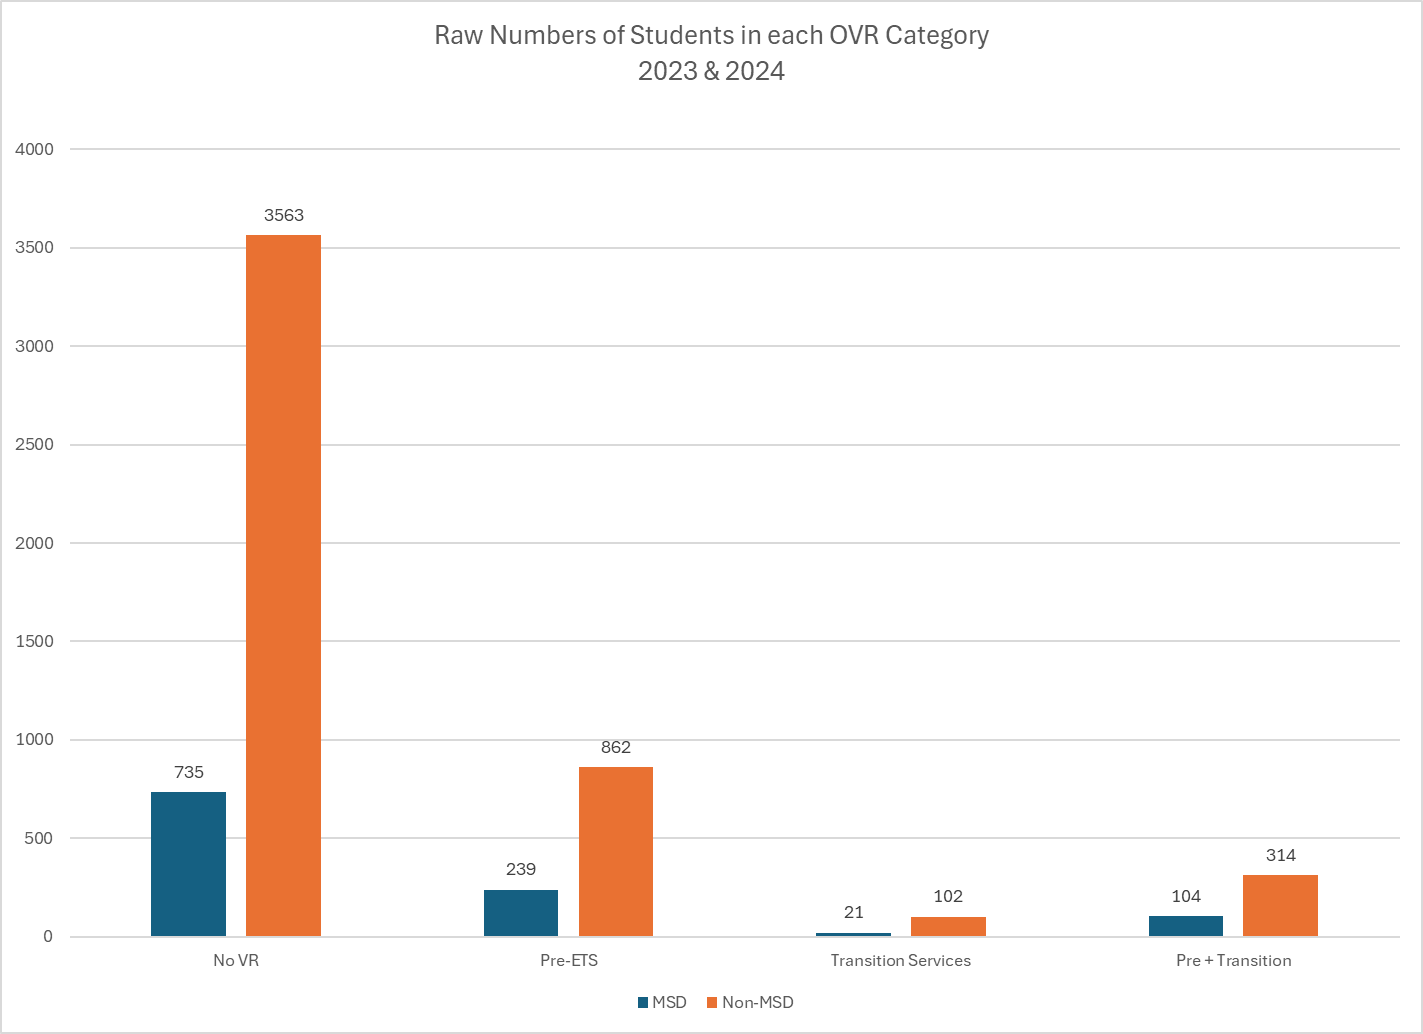 Raw Numbers of Students in each OVR Category
2023 & 2024
4000
3500
3000
2500
2000
1500
1000
500
0
3563
735
862
239
21
102
104
314
No VR
Pre-ETS
Transition Services
Pre + Transition
MSD
Non-MSD